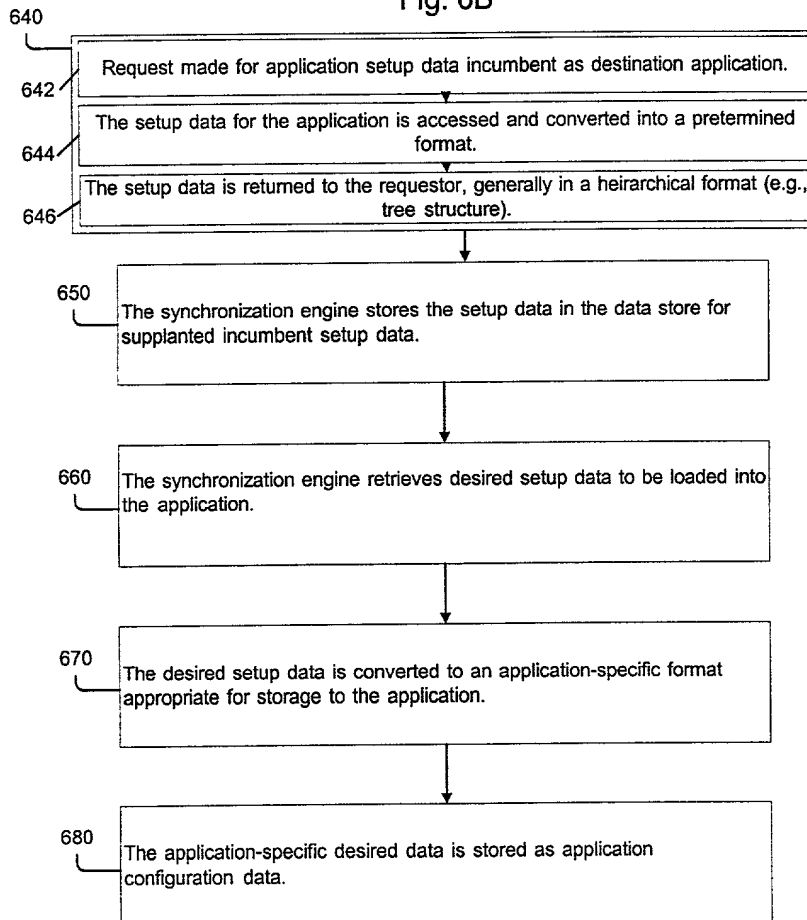 Fig. 6B
640
642
Request made for application setup data incumbent as destination application.
644
The setup data for the application is accessed and converted into a pretermined
format.
646
The setup data is returned to the requestor, generally in a heirarchical format (e.g.,
tree structure).
650
The synchronization engine stores the setup data in the data store for
supplanted incumbent setup data.
660
The synchronization engine retrieves desired setup data to be loaded into
the application.
670
The desired setup data is converted to an application-specific format
appropriate for storage to the application.
680
The application-specific desired data is stored as application
configuration data.